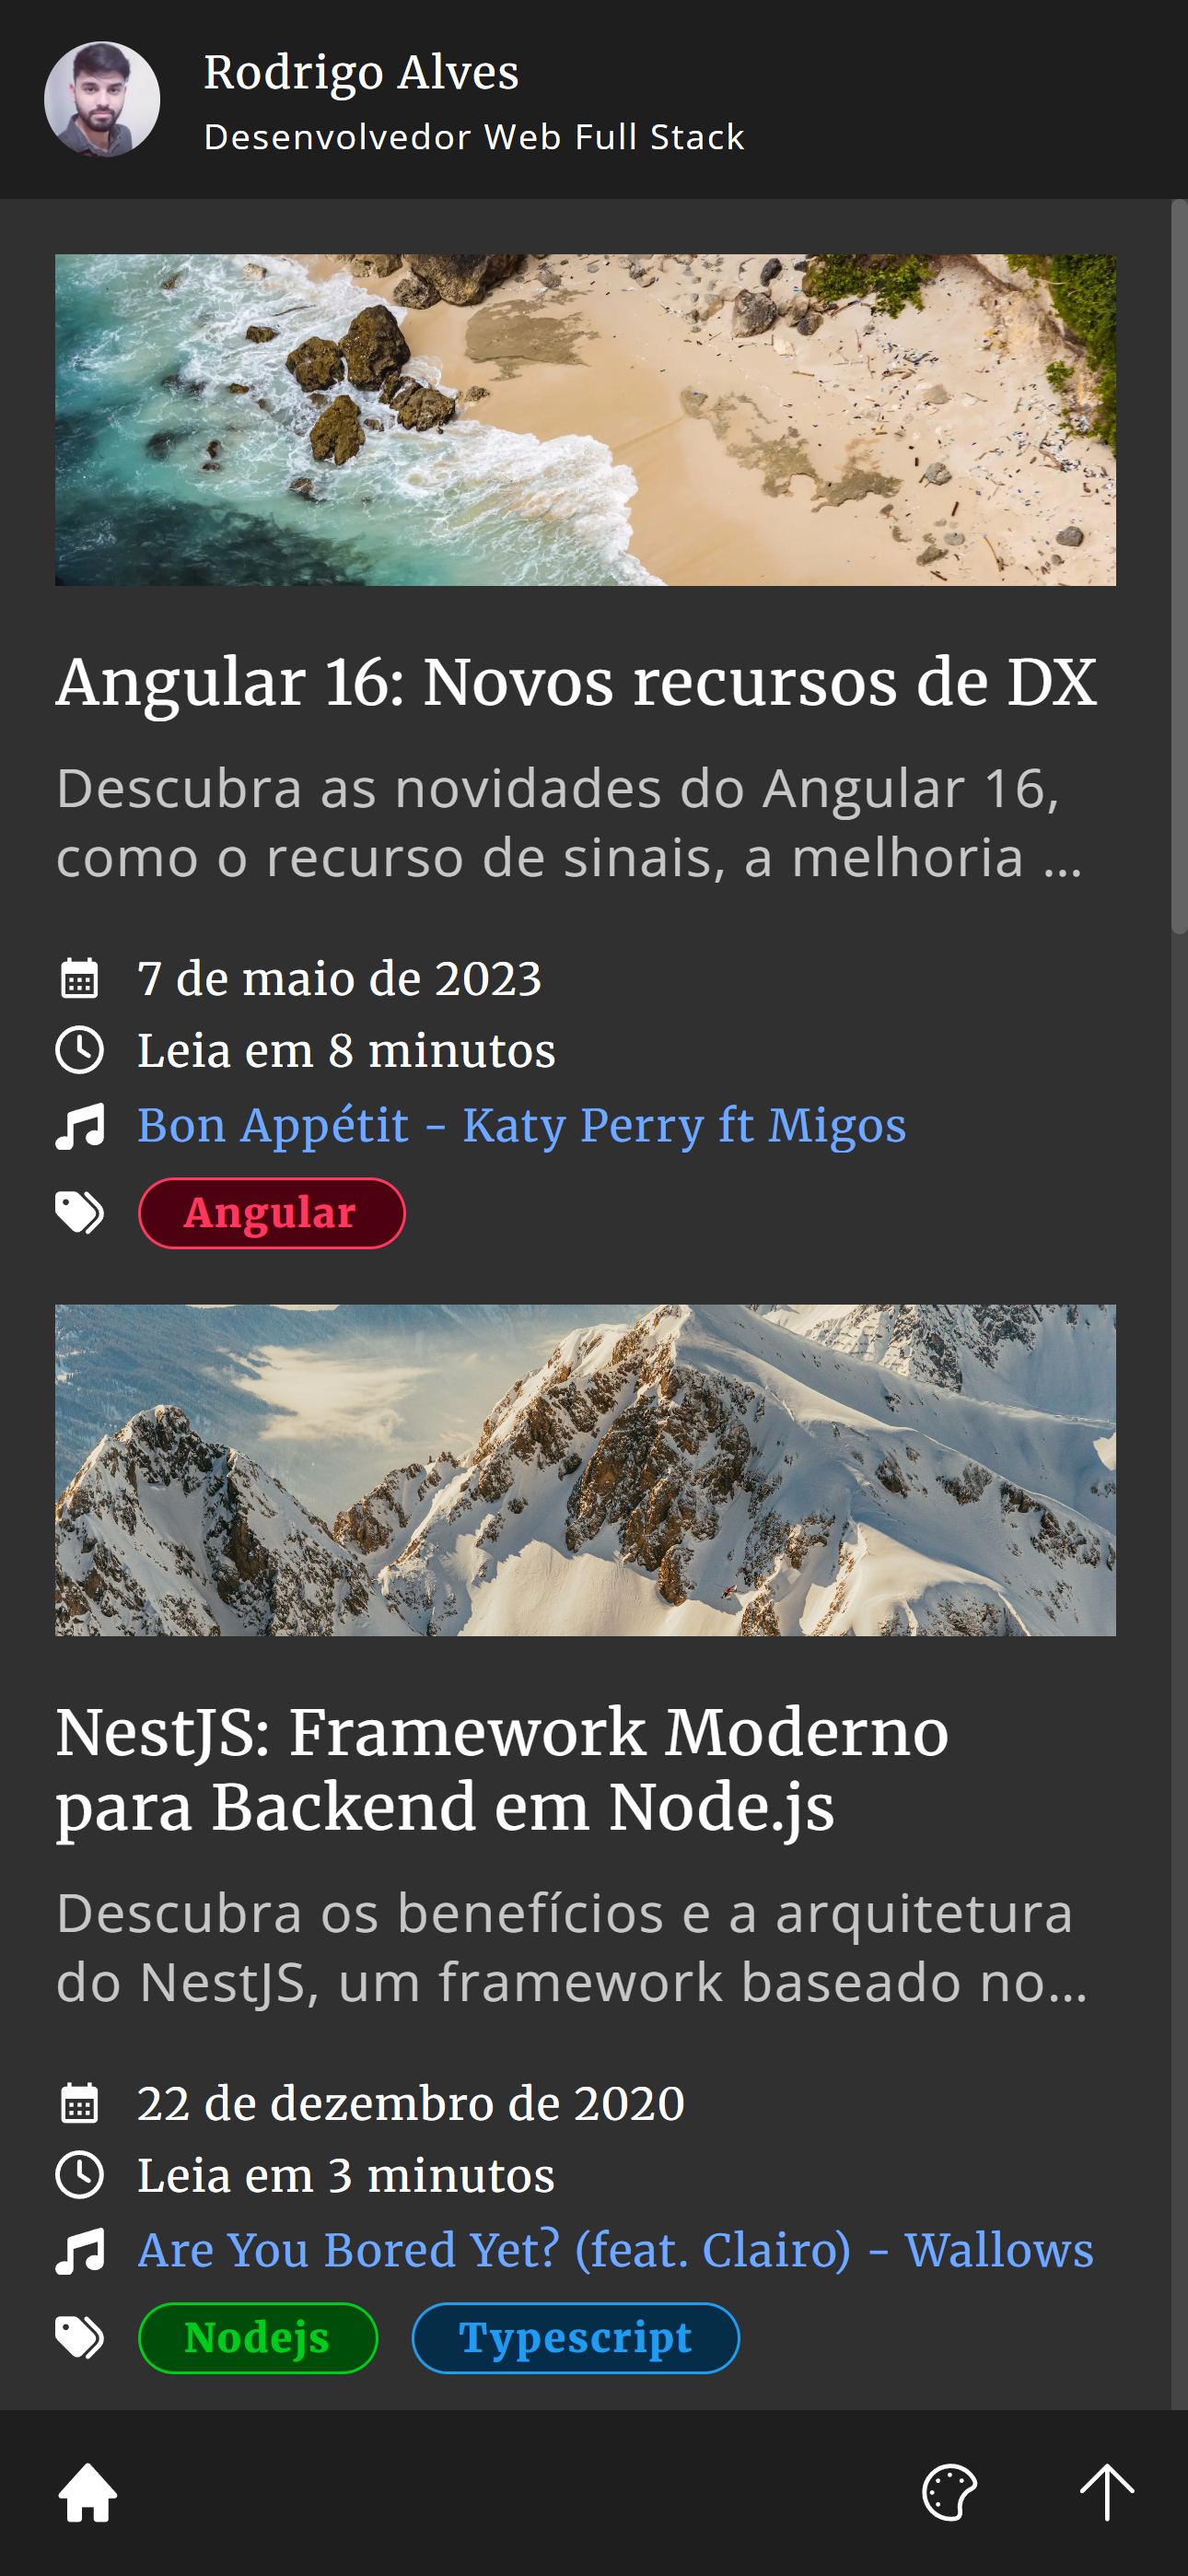 Rodrigo Alves
Desenvolvedor Web Full Stack
Angular 16: Novos recursos de DX
Descubra as novidades do Angular 16,
como o recurso de sinais, a melhoria ...
7 de maio de 2023
Leia em 8 minutos
Bon Appétit - Katy Perry ft Migos
Angular
NestJS: Framework Moderno
para Backend em Node.js
Descubra os benefícios e a arquitetura
do NestJS, um framework baseado no...
22 de dezembro de 2020
Leia em 3 minutos
Are You Bored Yet? (feat. Clairo) - Wallows
Nodejs Typescript